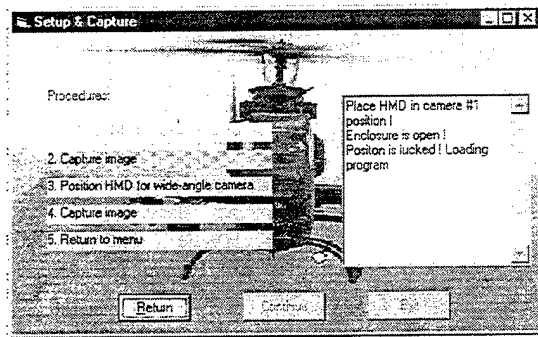 Setup & Capture
Procedures:
2. Capture image
3. Position HMD for wide-angle camera
4. Capture image
5. Return to menu
Place HMD in camera #1
position !
Enclosure is open !
Positon is lucked ! Loading
program
Return
Continue
Exit